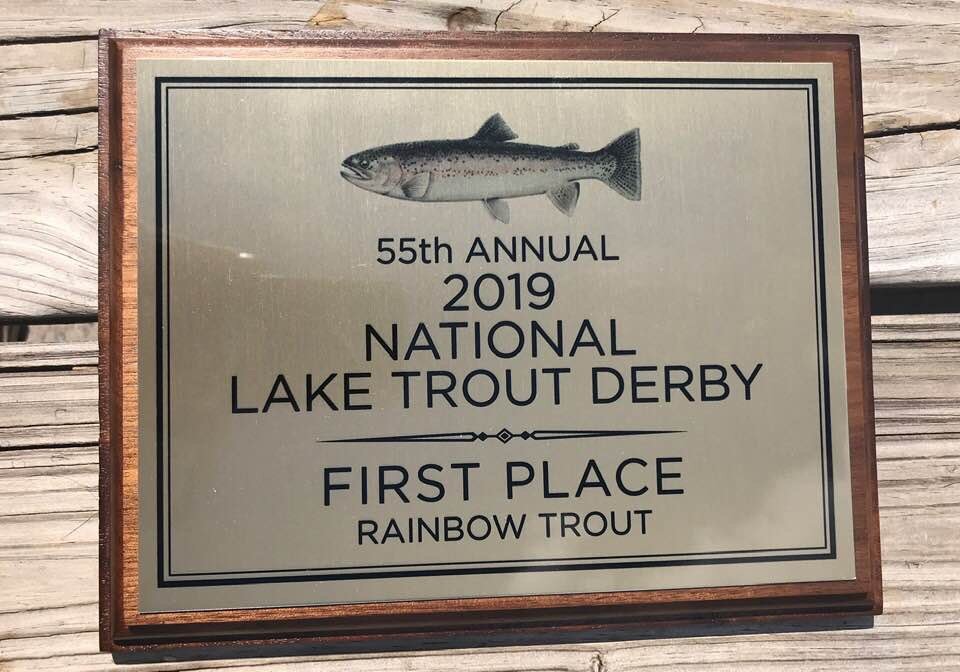 55th ANNUAL
2019
NATIONAL
LAKE TROUT DERBY
FIRST PLACE
RAINBOW TROUT